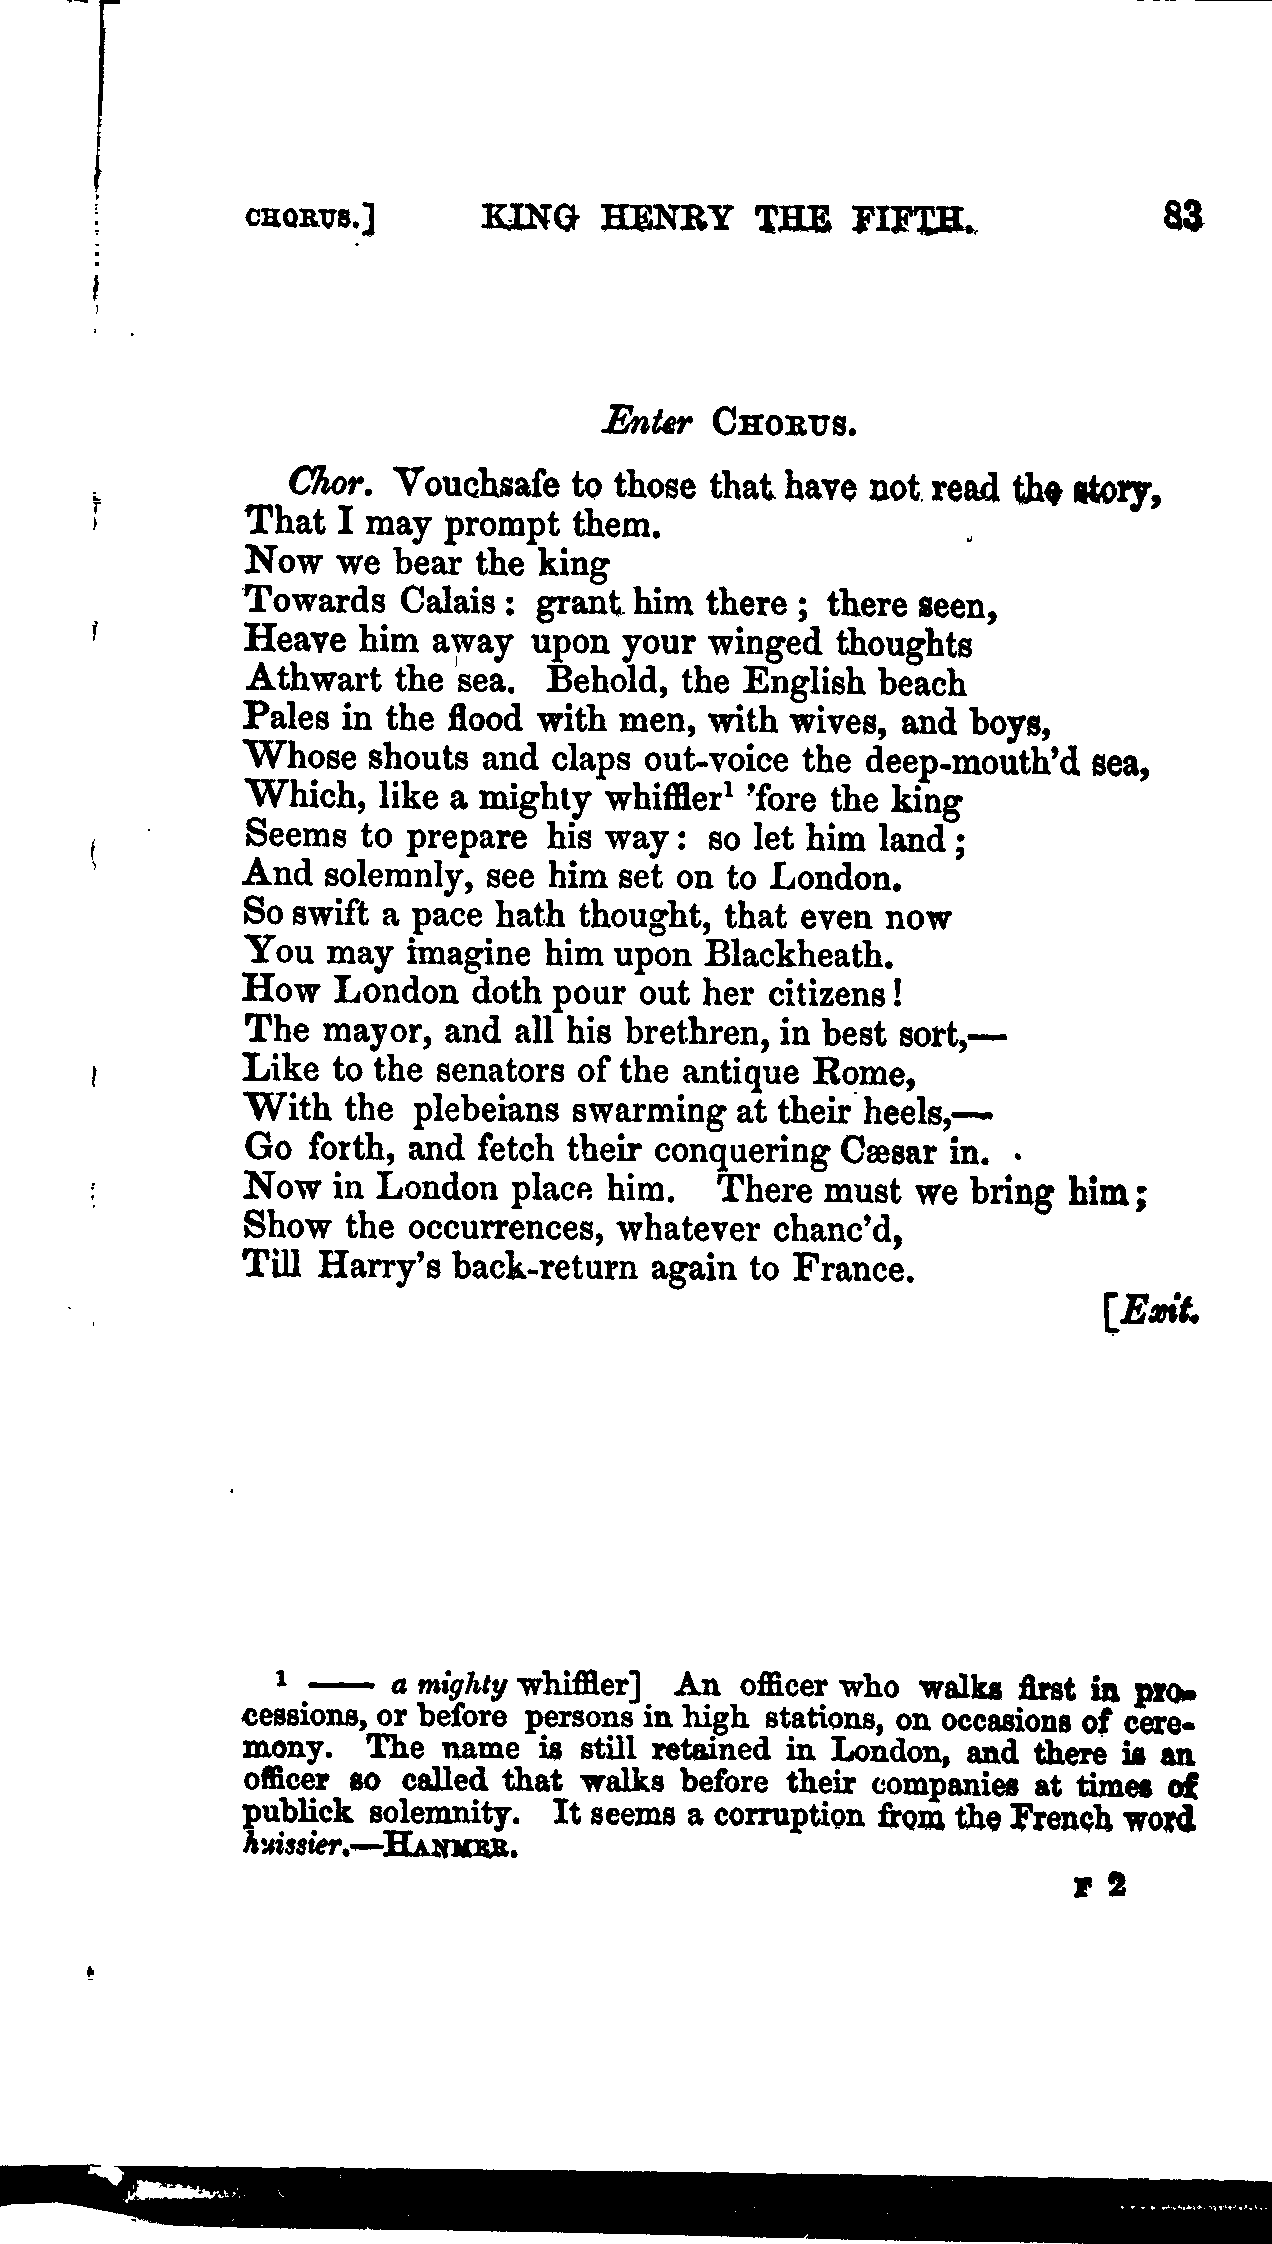 CHORUS.] KING HENRY THE FIFTH. 83
Enter CHORUS.
Chor. Vouchsafe to those that have not read the story,
That I may prompt them.
Now we bear the king
Towards Calais: grant him there; there seen,
Heave him away upon your winged thoughts
Athwart the sea. Behold, the English beach
Pales in the flood with men, with wives, and boys,
Whose shouts and claps out-voice the deep-mouth'd sea,
Which, like a mighty whiffler¹ 'fore the king
Seems to prepare his way: so let him land;
And solemnly, see him set on to London.
So swift a pace hath thought, that even now
You may imagine him upon Blackheath.
How London doth pour out her citizens!
The mayor, and all his brethren, in best sort,—
Like to the senators of the antique Rome,
With the plebeians swarming at their heels,—
Go forth, and fetch their conquering Cæsar in.
Now in London place him. There must we bring him;
Show the occurrences, whatever chanc'd,
Till Harry's back-return again to France.
[Exit.
¹ —— a mighty whiffler] An officer who walks first in pro-
cessions, or before persons in high stations, on occasions of cere-
mony. The name is still retained in London, and there is an
officer so called that walks before their companies at times of
publick solemnity. It seems a corruption from the French word
huissier.—HANMER.
F 2